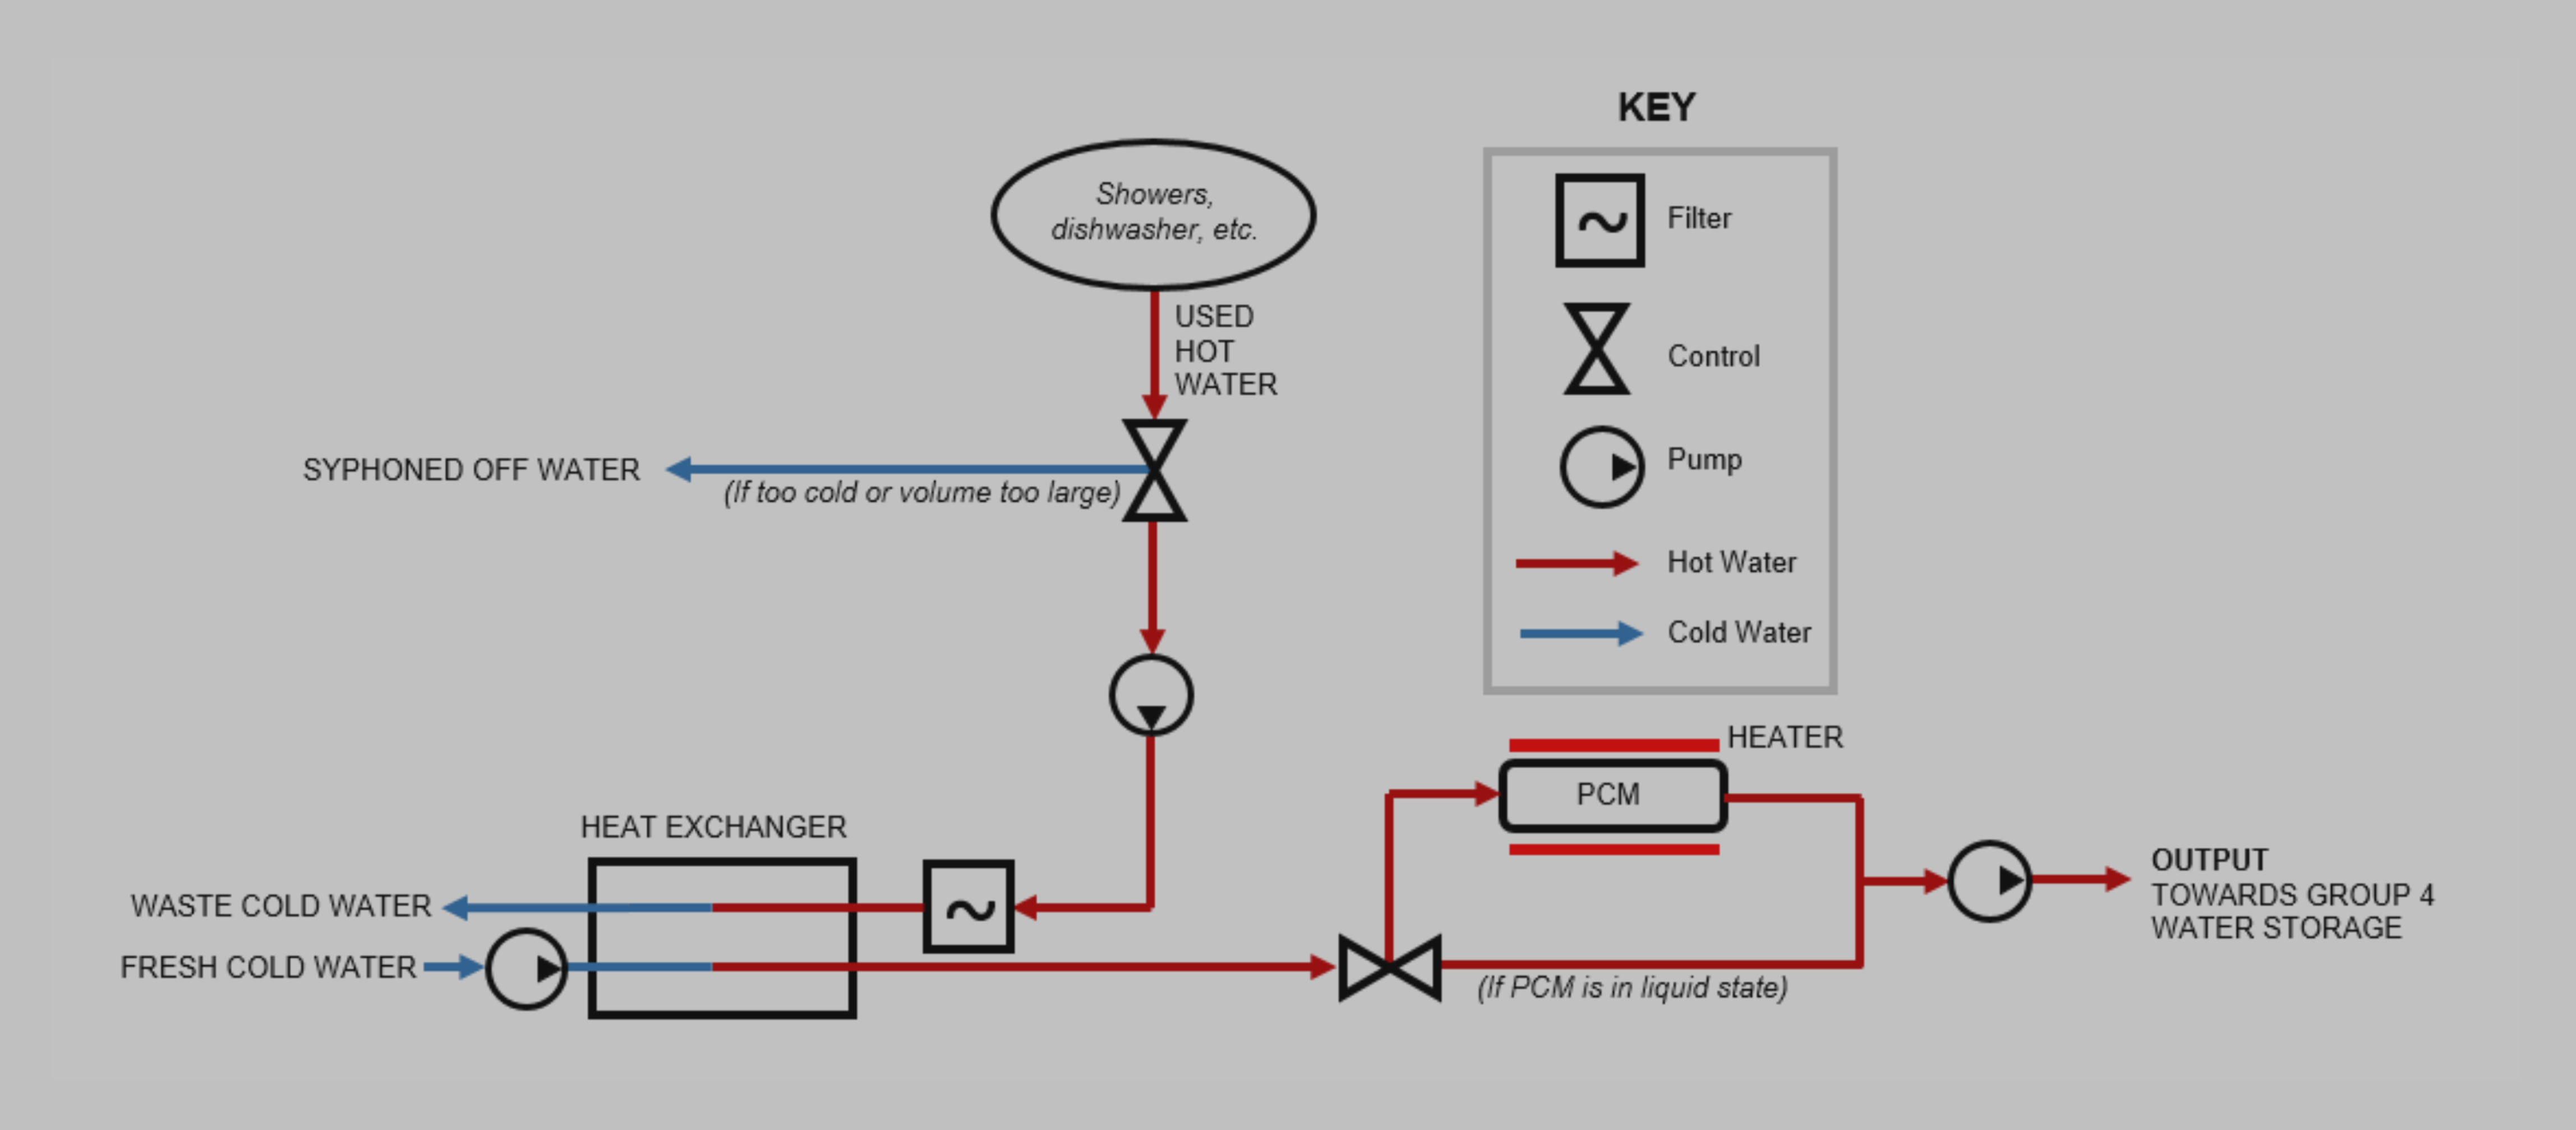 KEY
Showers,
dishwasher, etc.
Filter
USED
HOT
WATER
Control
SYPHONED OFF WATER
(If too cold or volume too large)
Pump
Hot Water
Cold Water
HEATER
PCM
HEAT EXCHANGER
WASTE COLD WATER
FRESH COLD WATER
(If PCM is in liquid state)
OUTPUT
TOWARDS GROUP 4
WATER STORAGE